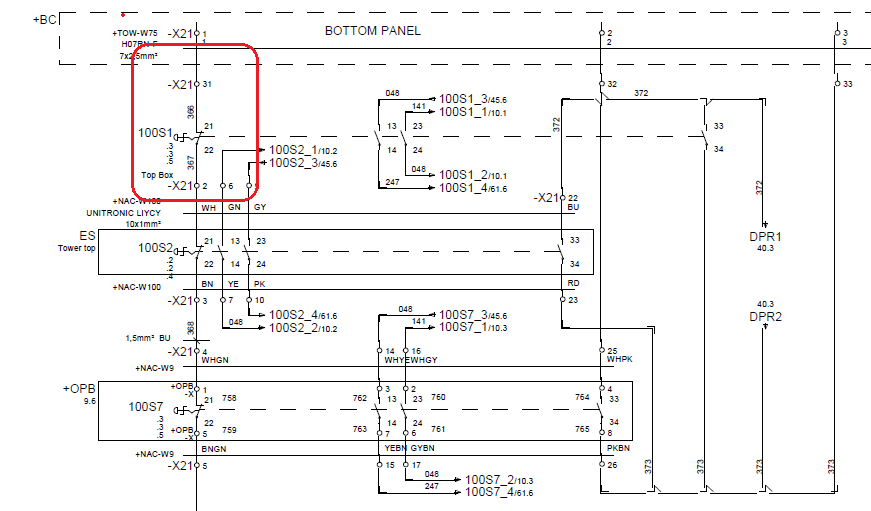 +BC
+TOW-W75 -X21 1 BOTTOM PANEL 2 3
H07RN-F 1 2 3
7x2,5mm²
-X21 31 32 33
048 100S1_3/45.6 372
141 100S1_1/10.1
366 372
100S1 21 13 23 33
.3 22 14 24 34
.3 367 100S2_1/10.2
.5 100S2_3/45.6
Top Box 048 100S1_2/10.1
-X21 2 6 247 100S1_4/61.6 372
+NAC-W100 -X21 22
WH GN GY BU
UNITRONIC LIYCY
10x1mm²
ES 21 13 23 33 DPR1
Tower top 100S2 40.3
.2 22 14 24 34
.2
.4
+NAC-W100 BN YE PK RD
-X21 3 7 10 23 40.3
100S2_4/61.6 048 100S7_3/45.6 DPR2
048 100S2_2/10.2 141 100S7_1/10.3
368
1,5mm² BU
-X21 4 14 16 25
WHGN WHYEWHGY WHPK
+NAC-W9
+OPB +OPB 1 3 2 4
9.6 -X
100S7 21 758 762 13 23 760 764 33
.3 22 14 24 34
.3 +OPB 5 759 763 7 6 761 765 8
.5 -X
+NAC-W9 BNGN YEBN GYBN PKBN
-X21 5 15 17 26 373 373 373 373
048 100S7_2/10.3
247 100S7_4/61.6